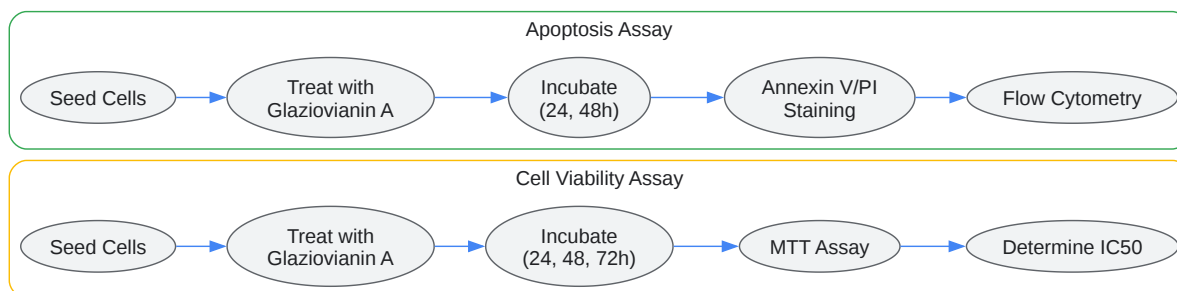 Apoptosis Assay
Seed Cells
Treat with
Glaziovianin A
Incubate
(24, 48h)
Annexin V/PI
Staining
Flow Cytometry
Cell Viability Assay
Seed Cells
Treat with
Glaziovianin A
Incubate
(24, 48, 72h)
MTT Assay
Determine IC50